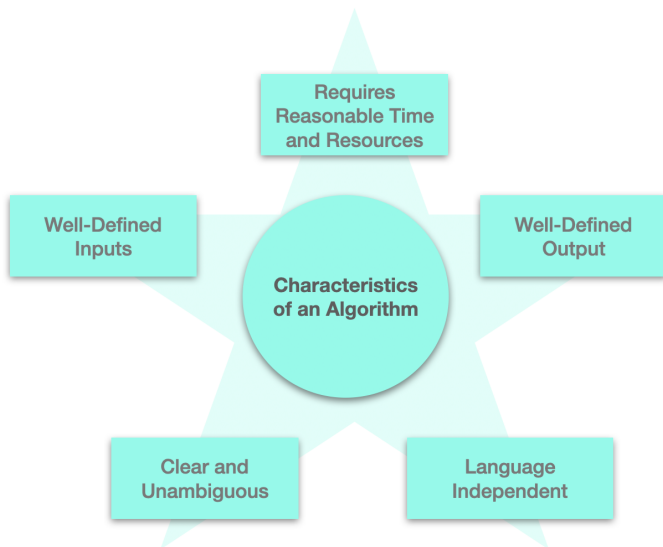 Requires
Reasonable Time
and Resources
Well-Defined
Inputs
Well-Defined
Output
Characteristics
of an Algorithm
Clear and
Unambiguous
Language
Independent